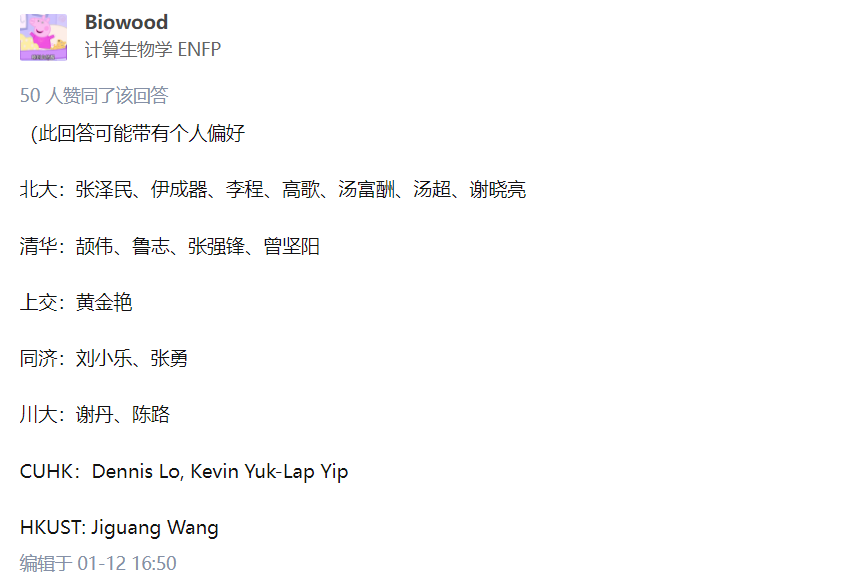 Biowood
计算生物学 ENFP
50 人赞同了该回答
（此回答可能带有个人偏好
北大：张泽民、伊成器、李程、高歌、汤富酬、汤超、谢晓亮
清华：颉伟、鲁志、张强锋、曾坚阳
上交：黄金艳
同济：刘小乐、张勇
川大：谢丹、陈路
CUHK：Dennis Lo, Kevin Yuk-Lap Yip
HKUST: Jiguang Wang
编辑于 01-12 16:50